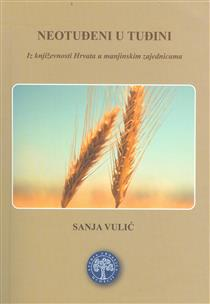 NEOTUĐENI U TUĐINI
Iz književnosti Hrvata u manjinskim zajednicama
SANJA VULIĆ